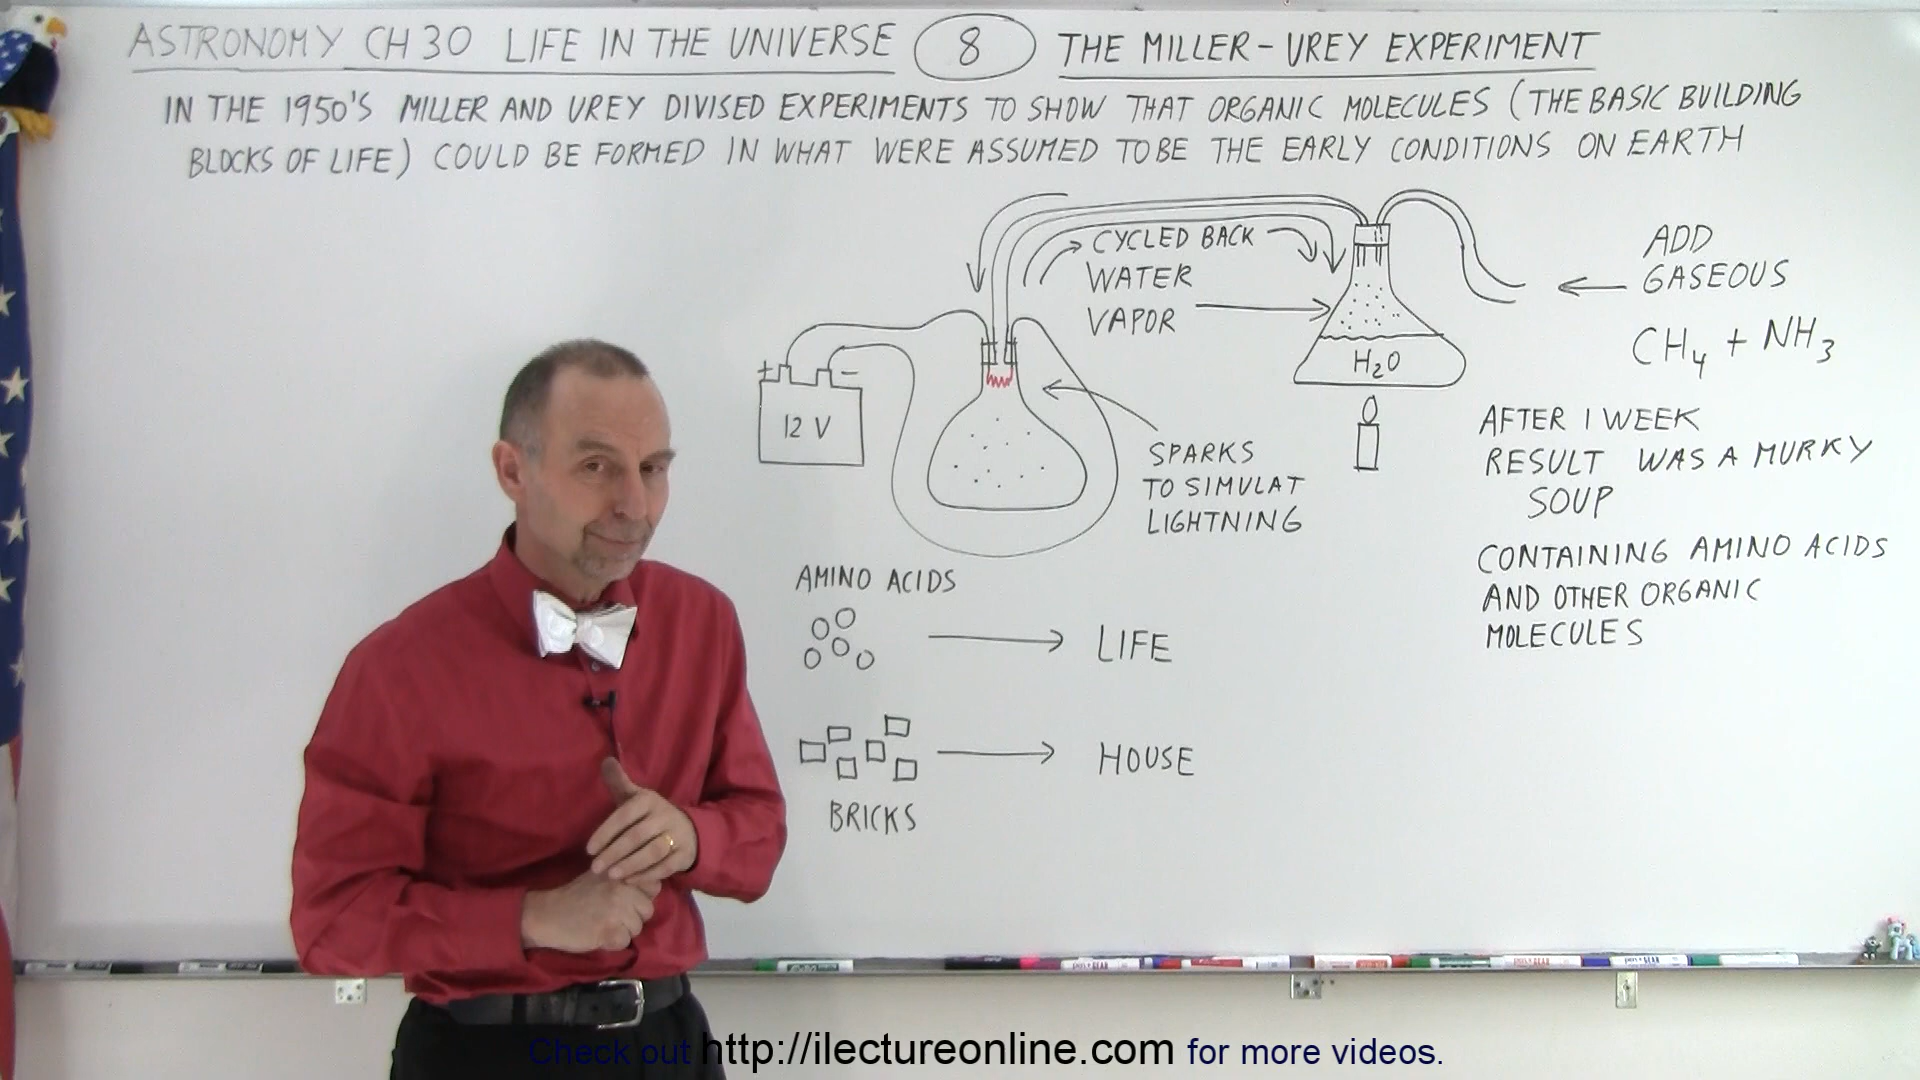 ASTRONOMY CH 30 LIFE IN THE UNIVERSE 8 THE MILLER-UREY EXPERIMENT
IN THE 1950'S MILLER AND UREY DIVISED EXPERIMENTS TO SHOW THAT ORGANIC MOLECULES (THE BASIC BUILDING
BLOCKS OF LIFE) COULD BE FORMED IN WHAT WERE ASSUMED TO BE THE EARLY CONDITIONS ON EARTH
CYCLED BACK
WATER
VAPOR
ADD
GASEOUS
CH₄ + NH₃
H₂O
+ −
12 V
SPARKS
TO SIMULAT
LIGHTNING
AFTER 1 WEEK
RESULT WAS A MURKY
SOUP
CONTAINING AMINO ACIDS
AND OTHER ORGANIC
MOLECULES
AMINO ACIDS
→ LIFE
→ HOUSE
BRICKS
Check out http://ilectureonline.com for more videos.